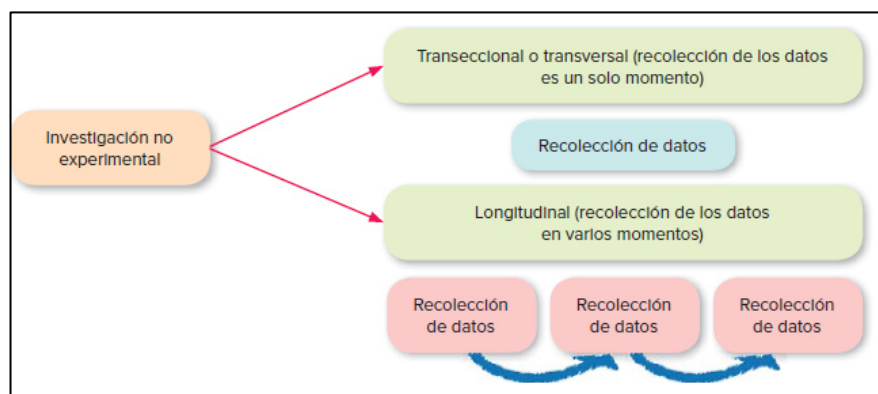 Investigación no
experimental
Transeccional o transversal (recolección de los datos
es un solo momento)
Recolección de datos
Longitudinal (recolección de los datos
en varios momentos)
Recolección
de datos
Recolección
de datos
Recolección
de datos